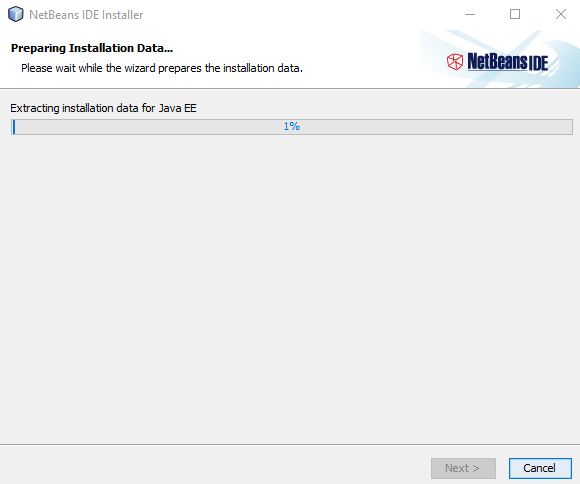 NetBeans IDE Installer
Preparing Installation Data...
Please wait while the wizard prepares the installation data.
NetBeans IDE
Extracting installation data for Java EE
1%
Next >
Cancel